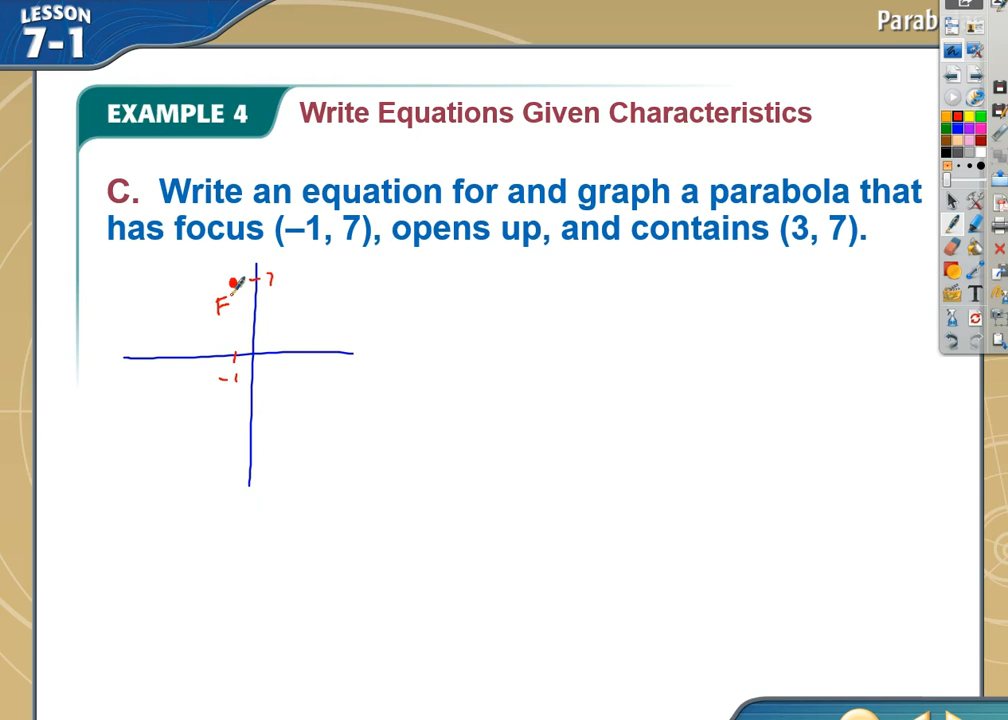 LESSON
7-1
Parab
EXAMPLE 4 Write Equations Given Characteristics
C. Write an equation for and graph a parabola that
has focus (–1, 7), opens up, and contains (3, 7).
7
F
-1
T